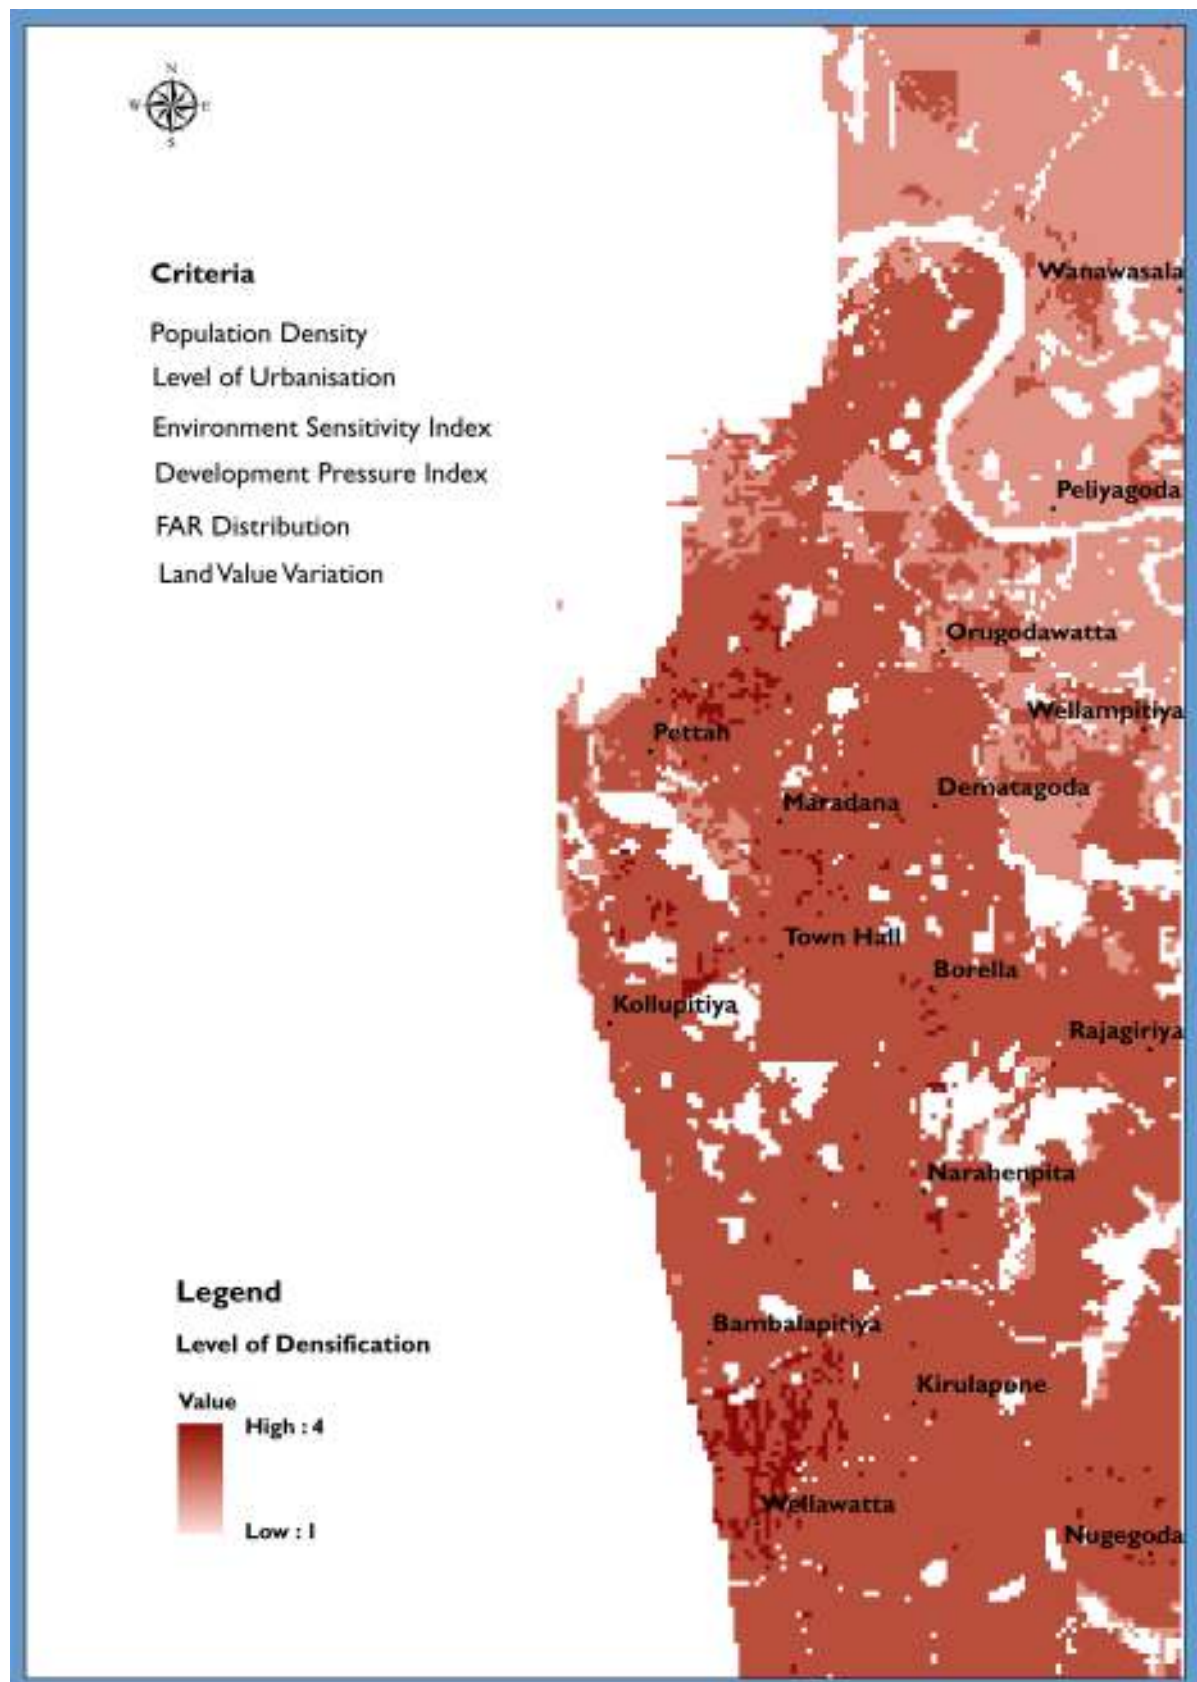 N
W E
S
Criteria
Population Density
Level of Urbanisation
Environment Sensitivity Index
Development Pressure Index
FAR Distribution
Land Value Variation
Wanawasala
Peliyagoda
Orugodawatta
Wellampitiya
Pettah
Dematagoda
Maradana
Town Hall
Borella
Kollupitiya
Rajagiriya
Narahenpita
Bambalapitiya
Kirulapone
Wellawatta
Nugegoda
Legend
Level of Densification
Value
High : 4
Low : 1